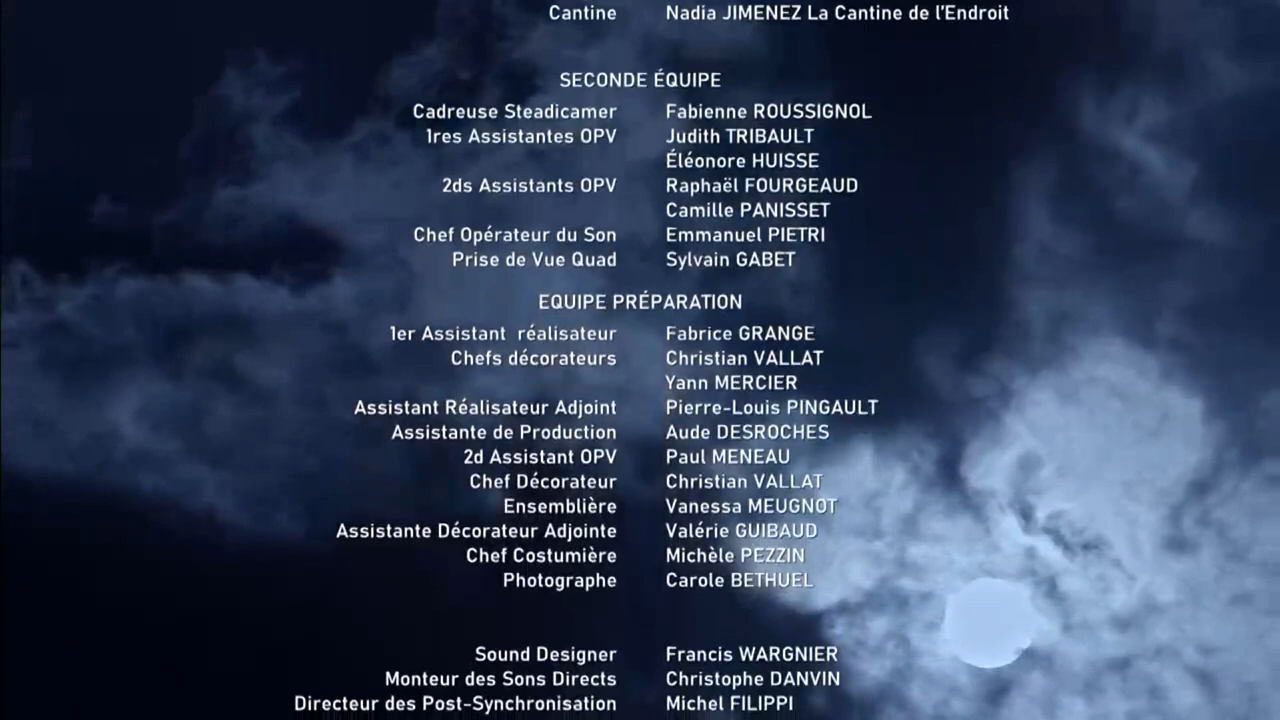 Cantine Nadia JIMENEZ La Cantine de l'Endroit
SECONDE ÉQUIPE
Cadreuse Steadicamer Fabienne ROUSSIGNOL
1res Assistantes OPV Judith TRIBAULT
Éléonore HUISSE
2ds Assistants OPV Raphaël FOURGEAUD
Camille PANISSET
Chef Opérateur du Son Emmanuel PIETRI
Prise de Vue Quad Sylvain GABET
EQUIPE PRÉPARATION
1er Assistant réalisateur Fabrice GRANGE
Chefs décorateurs Christian VALLAT
Yann MERCIER
Assistant Réalisateur Adjoint Pierre-Louis PINGAULT
Assistante de Production Aude DESROCHES
2d Assistant OPV Paul MENEAU
Chef Décorateur Christian VALLAT
Ensemblière Vanessa MEUGNOT
Assistante Décorateur Adjointe Valérie GUIBAUD
Chef Costumière Michèle PEZZIN
Photographe Carole BETHUEL
Sound Designer Francis WARGNIER
Monteur des Sons Directs Christophe DANVIN
Directeur des Post-Synchronisation Michel FILIPPI